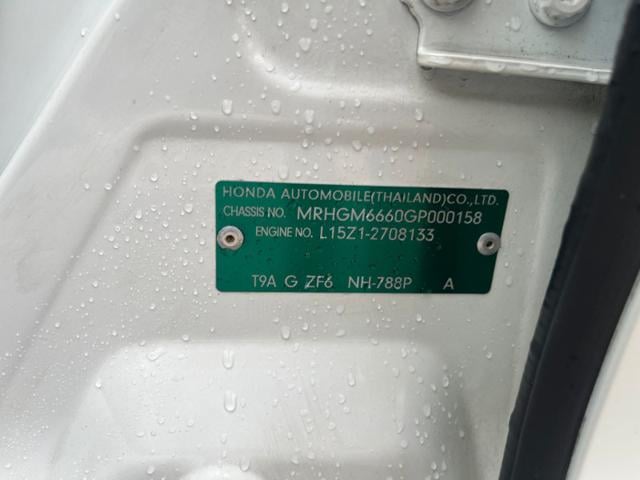 HONDA AUTOMOBILE(THAILAND)CO.,LTD.
CHASSIS NO. MRHGM6660GP000158
ENGINE NO. L15Z1-2708133
T9A G ZF6 NH-788P A